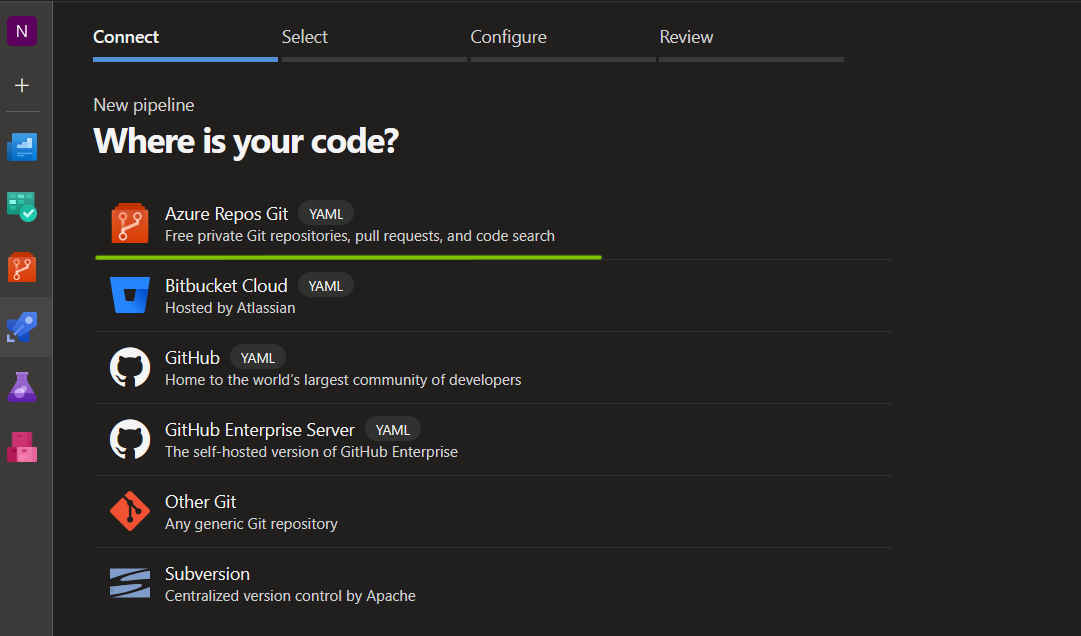 N
Connect Select Configure Review
New pipeline
Where is your code?
Azure Repos Git YAML
Free private Git repositories, pull requests, and code search
Bitbucket Cloud YAML
Hosted by Atlassian
GitHub YAML
Home to the world’s largest community of developers
GitHub Enterprise Server YAML
The self-hosted version of GitHub Enterprise
Other Git
Any generic Git repository
Subversion
Centralized version control by Apache